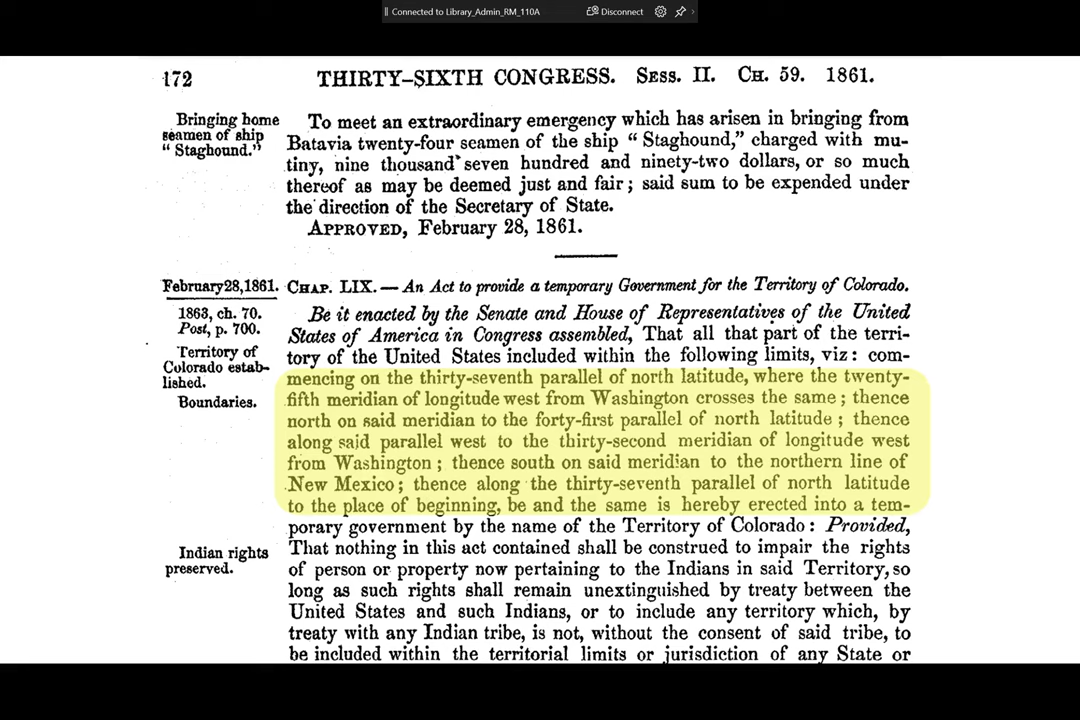 Connected to Library_Admin_RM_110A Disconnect
172 THIRTY-SIXTH CONGRESS. SESS. II. CH. 59. 1861.
Bringing home
seamen of ship
"Staghound."
To meet an extraordinary emergency which has arisen in bringing from
Batavia twenty-four seamen of the ship "Staghound," charged with mu-
tiny, nine thousand seven hundred and ninety-two dollars, or so much
thereof as may be deemed just and fair; said sum to be expended under
the direction of the Secretary of State.
APPROVED, February 28, 1861.
February 28, 1861.
1863, ch. 70.
Post, p. 700.
Territory of
Colorado estab-
lished.
Boundaries.
CHAP. LIX.—An Act to provide a temporary Government for the Territory of Colorado.
Be it enacted by the Senate and House of Representatives of the United
States of America in Congress assembled, That all that part of the terri-
tory of the United States included within the following limits, viz: com-
mencing on the thirty-seventh parallel of north latitude, where the twenty-
fifth meridian of longitude west from Washington crosses the same; thence
north on said meridian to the forty-first parallel of north latitude; thence
along said parallel west to the thirty-second meridian of longitude west
from Washington; thence south on said meridian to the northern line of
New Mexico; thence along the thirty-seventh parallel of north latitude
to the place of beginning, be and the same is hereby erected into a tem-
porary government by the name of the Territory of Colorado: Provided,
Indian rights
preserved.
That nothing in this act contained shall be construed to impair the rights
of person or property now pertaining to the Indians in said Territory, so
long as such rights shall remain unextinguished by treaty between the
United States and such Indians, or to include any territory which, by
treaty with any Indian tribe, is not, without the consent of said tribe, to
be included within the territorial limits or jurisdiction of any State or